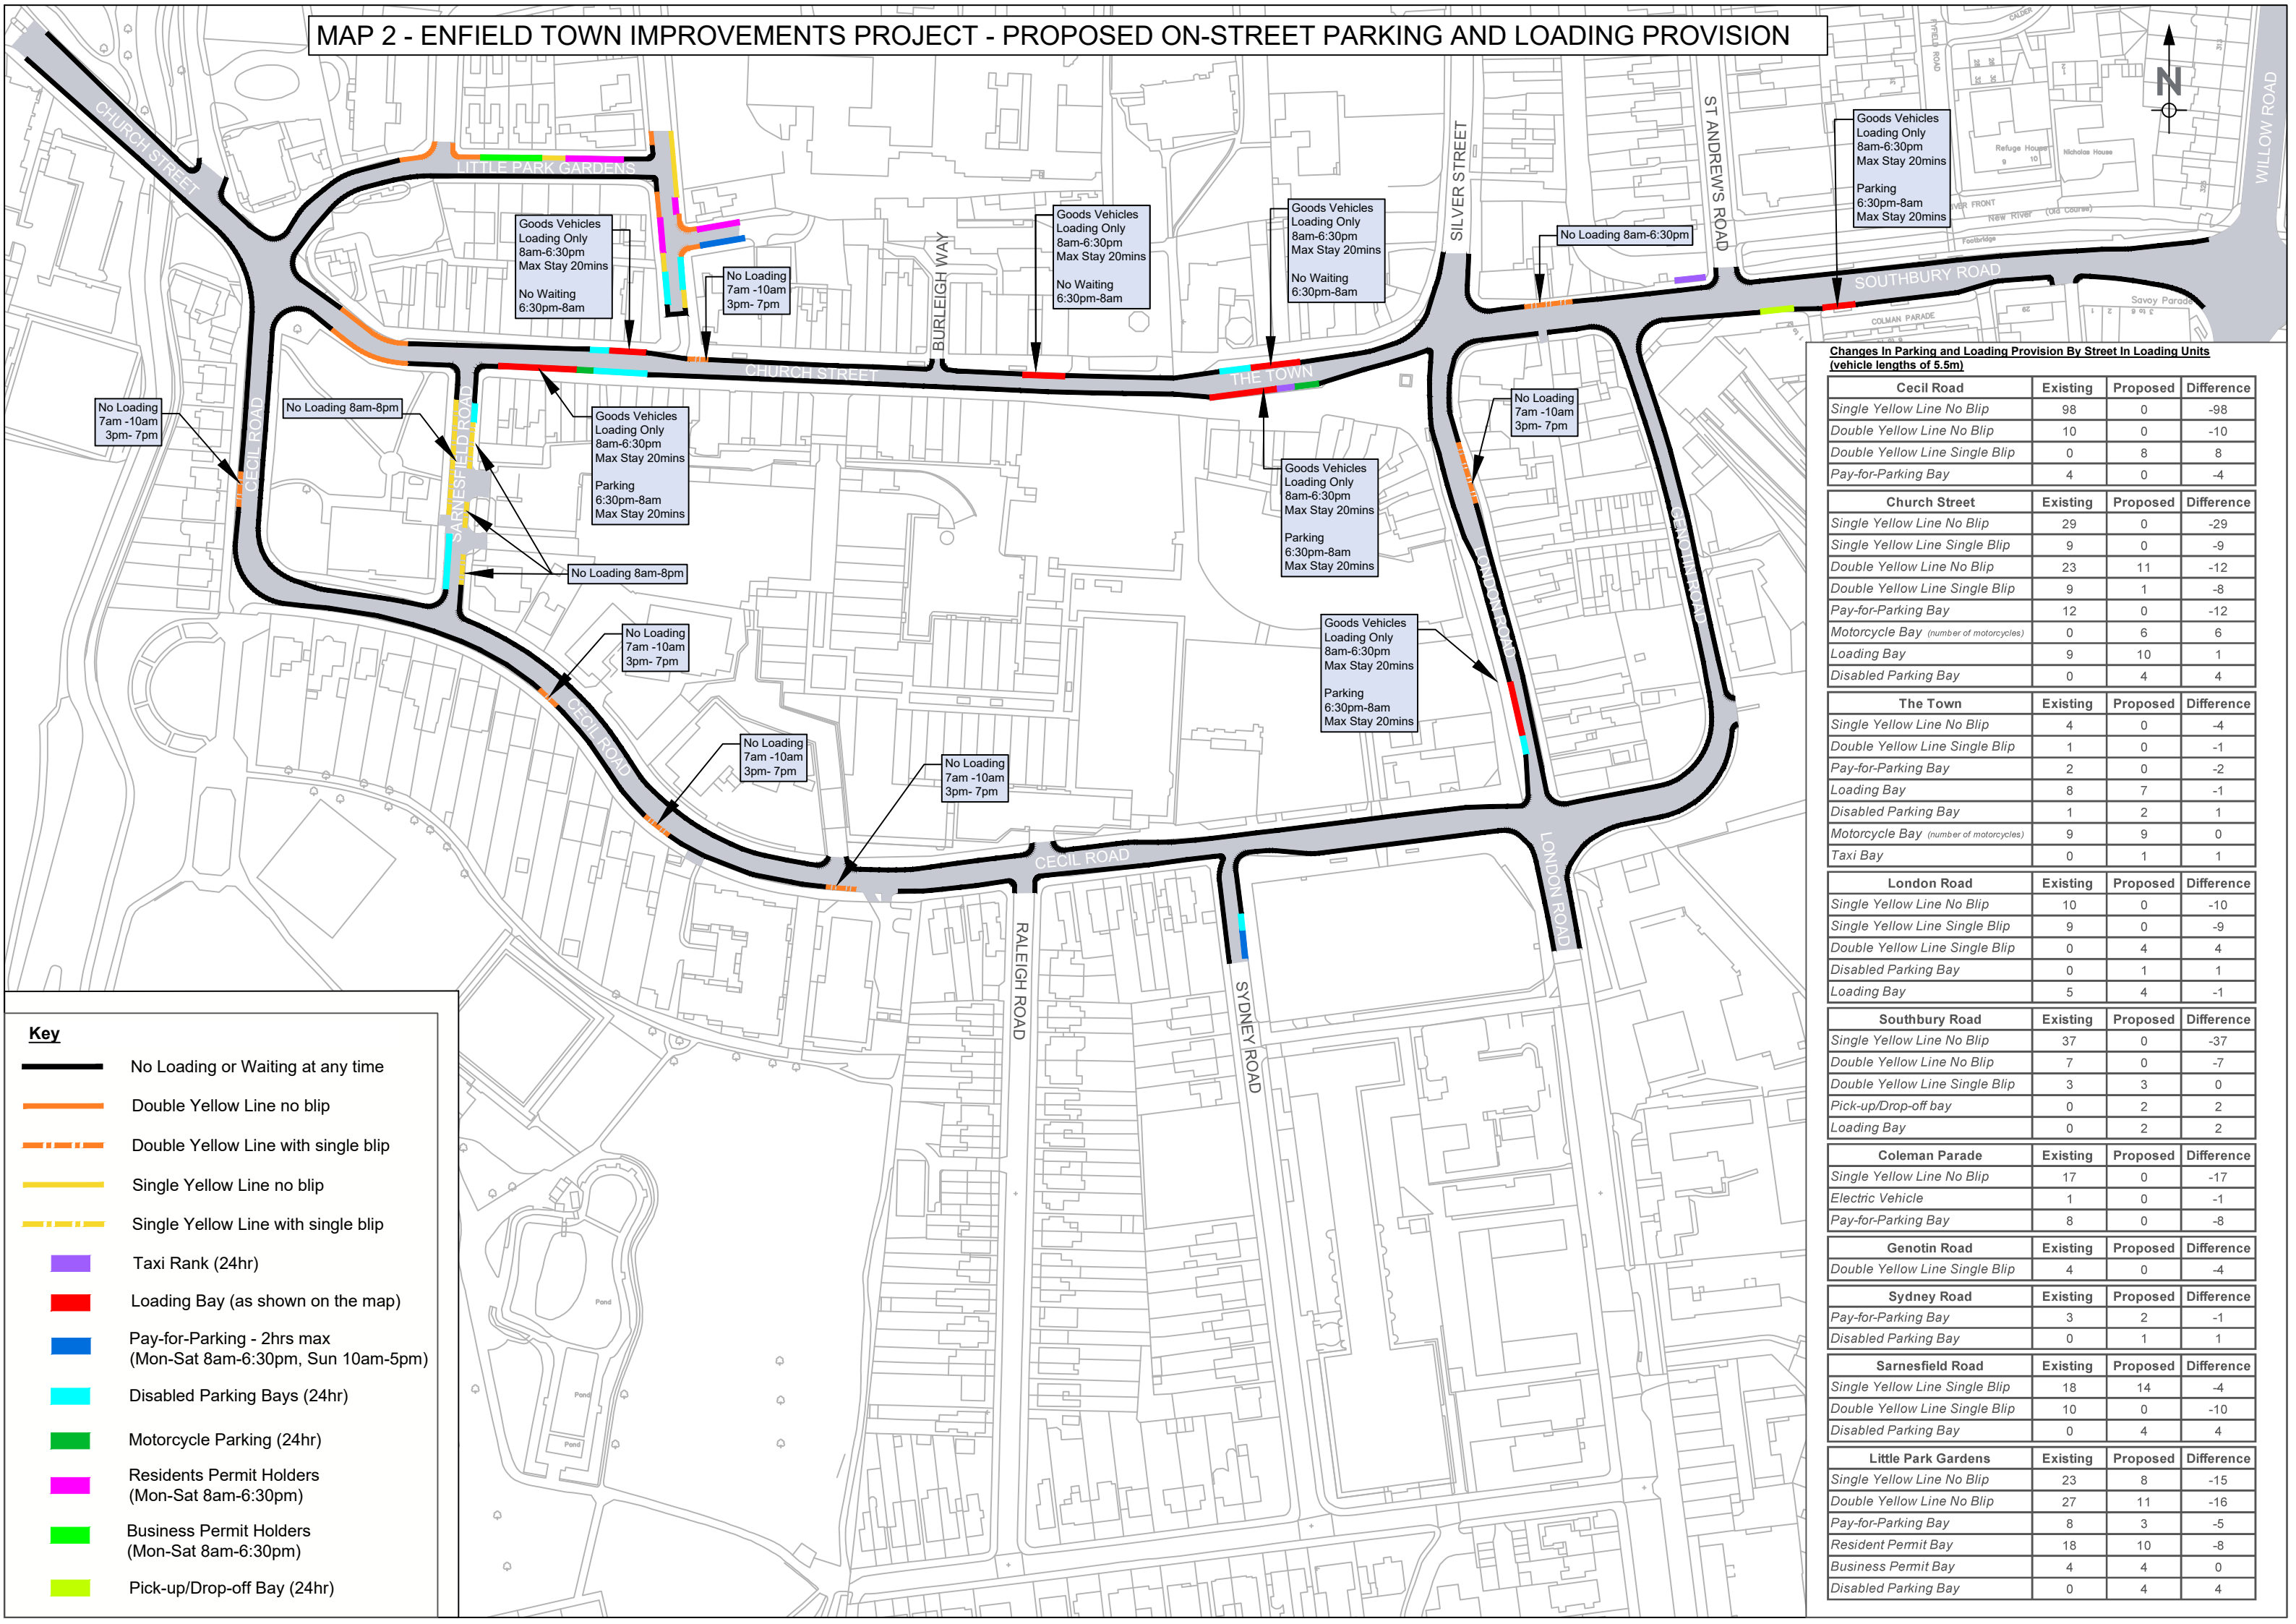 MAP 2 - ENFIELD TOWN IMPROVEMENTS PROJECT - PROPOSED ON-STREET PARKING AND LOADING PROVISION
N
CHURCH STREET
LITTLE PARK GARDENS
BURLEIGH WAY
SILVER STREET
ST ANDREW'S ROAD
SOUTHBURY ROAD
WILLOW ROAD
CALDER
Refuge House
9 10
Nicholas House
New River (Old Course)
Footbridge
Savoy Parade
COLMAN PARADE
Goods Vehicles
Loading Only
8am-6:30pm
Max Stay 20mins
Parking
6:30pm-8am
Max Stay 20mins
Goods Vehicles
Loading Only
8am-6:30pm
Max Stay 20mins
No Waiting
6:30pm-8am
No Loading
7am -10am
3pm- 7pm
Goods Vehicles
Loading Only
8am-6:30pm
Max Stay 20mins
No Waiting
6:30pm-8am
Goods Vehicles
Loading Only
8am-6:30pm
Max Stay 20mins
No Waiting
6:30pm-8am
No Loading 8am-6:30pm
CHURCH STREET
THE TOWN
No Loading
7am -10am
3pm- 7pm
CECIL ROAD
No Loading 8am-8pm
SARNESFIELD ROAD
Goods Vehicles
Loading Only
8am-6:30pm
Max Stay 20mins
Parking
6:30pm-8am
Max Stay 20mins
Goods Vehicles
Loading Only
8am-6:30pm
Max Stay 20mins
Parking
6:30pm-8am
Max Stay 20mins
No Loading
7am -10am
3pm- 7pm
LONDON ROAD
GENOTIN ROAD
No Loading 8am-8pm
No Loading
7am -10am
3pm- 7pm
Goods Vehicles
Loading Only
8am-6:30pm
Max Stay 20mins
Parking
6:30pm-8am
Max Stay 20mins
CECIL ROAD
No Loading
7am -10am
3pm- 7pm
No Loading
7am -10am
3pm- 7pm
CECIL ROAD
LONDON ROAD
RALEIGH ROAD
SYDNEY ROAD
Pond
Pond
Pond
Key
No Loading or Waiting at any time
Double Yellow Line no blip
Double Yellow Line with single blip
Single Yellow Line no blip
Single Yellow Line with single blip
Taxi Rank (24hr)
Loading Bay (as shown on the map)
Pay-for-Parking - 2hrs max
(Mon-Sat 8am-6:30pm, Sun 10am-5pm)
Disabled Parking Bays (24hr)
Motorcycle Parking (24hr)
Residents Permit Holders
(Mon-Sat 8am-6:30pm)
Business Permit Holders
(Mon-Sat 8am-6:30pm)
Pick-up/Drop-off Bay (24hr)
Changes In Parking and Loading Provision By Street In Loading Units
(vehicle lengths of 5.5m)
Cecil Road Existing Proposed Difference
Single Yellow Line No Blip 98 0 -98
Double Yellow Line No Blip 10 0 -10
Double Yellow Line Single Blip 0 8 8
Pay-for-Parking Bay 4 0 -4
Church Street Existing Proposed Difference
Single Yellow Line No Blip 29 0 -29
Single Yellow Line Single Blip 9 0 -9
Double Yellow Line No Blip 23 11 -12
Double Yellow Line Single Blip 9 1 -8
Pay-for-Parking Bay 12 0 -12
Motorcycle Bay (number of motorcycles) 0 6 6
Loading Bay 9 10 1
Disabled Parking Bay 0 4 4
The Town Existing Proposed Difference
Single Yellow Line No Blip 4 0 -4
Double Yellow Line Single Blip 1 0 -1
Pay-for-Parking Bay 2 0 -2
Loading Bay 8 7 -1
Disabled Parking Bay 1 2 1
Motorcycle Bay (number of motorcycles) 9 9 0
Taxi Bay 0 1 1
London Road Existing Proposed Difference
Single Yellow Line No Blip 10 0 -10
Single Yellow Line Single Blip 9 0 -9
Double Yellow Line Single Blip 0 4 4
Disabled Parking Bay 0 1 1
Loading Bay 5 4 -1
Southbury Road Existing Proposed Difference
Single Yellow Line No Blip 37 0 -37
Double Yellow Line No Blip 7 0 -7
Double Yellow Line Single Blip 3 3 0
Pick-up/Drop-off bay 0 2 2
Loading Bay 0 2 2
Coleman Parade Existing Proposed Difference
Single Yellow Line No Blip 17 0 -17
Electric Vehicle 1 0 -1
Pay-for-Parking Bay 8 0 -8
Genotin Road Existing Proposed Difference
Double Yellow Line Single Blip 4 0 -4
Sydney Road Existing Proposed Difference
Pay-for-Parking Bay 3 2 -1
Disabled Parking Bay 0 1 1
Sarnesfield Road Existing Proposed Difference
Single Yellow Line Single Blip 18 14 -4
Double Yellow Line Single Blip 10 0 -10
Disabled Parking Bay 0 4 4
Little Park Gardens Existing Proposed Difference
Single Yellow Line No Blip 23 8 -15
Double Yellow Line No Blip 27 11 -16
Pay-for-Parking Bay 8 3 -5
Resident Permit Bay 18 10 -8
Business Permit Bay 4 4 0
Disabled Parking Bay 0 4 4